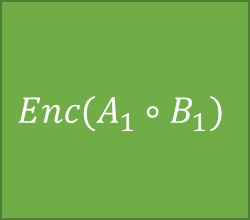 Enc(A₁ ∘ B₁)